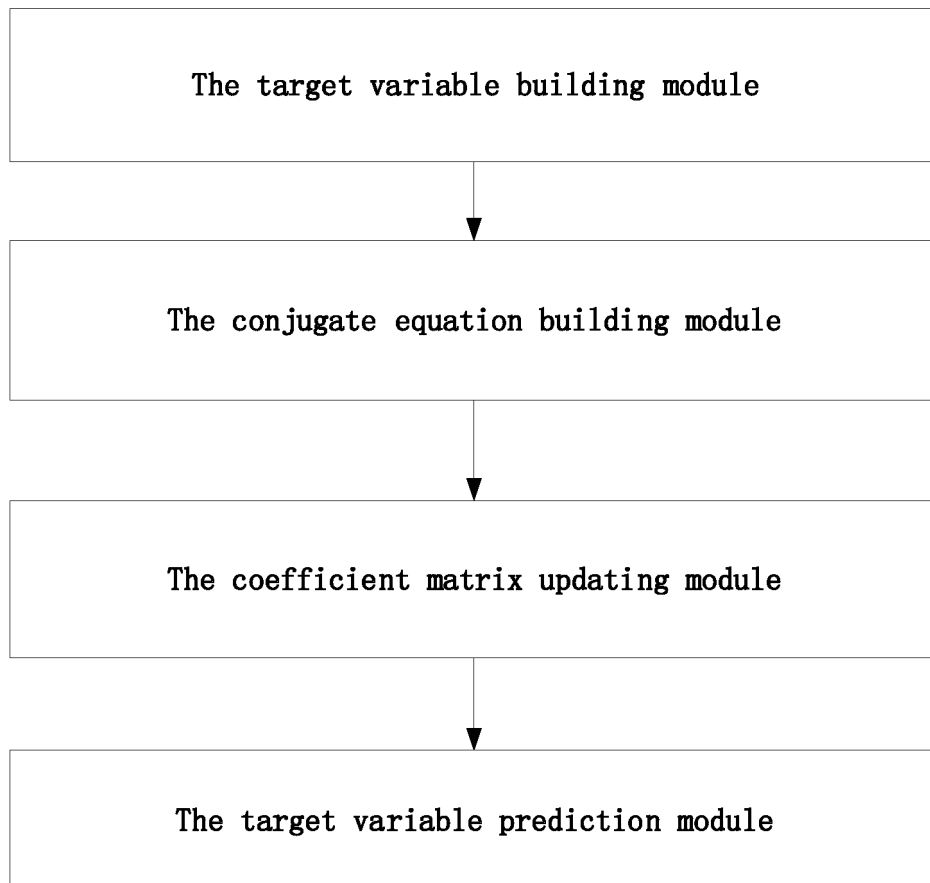 The target variable building module
The conjugate equation building module
The coefficient matrix updating module
The target variable prediction module